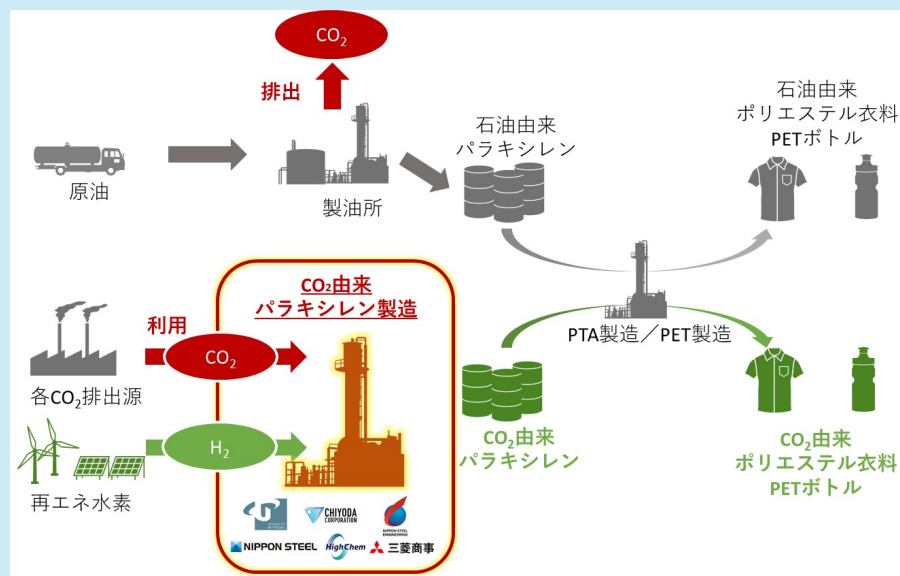 CO₂
排出
原油
製油所
石油由来
パラキシレン
石油由来
ポリエステル衣料
PETボトル
CO₂由来
パラキシレン製造
利用
CO₂
各CO₂排出源
H₂
再エネ水素
PTA製造／PET製造
CO₂由来
パラキシレン
CO₂由来
ポリエステル衣料
PETボトル
CHIYODA
CORPORATION
NIPPON STEEL
ENGINEERING
NIPPON STEEL
HighChem
三菱商事